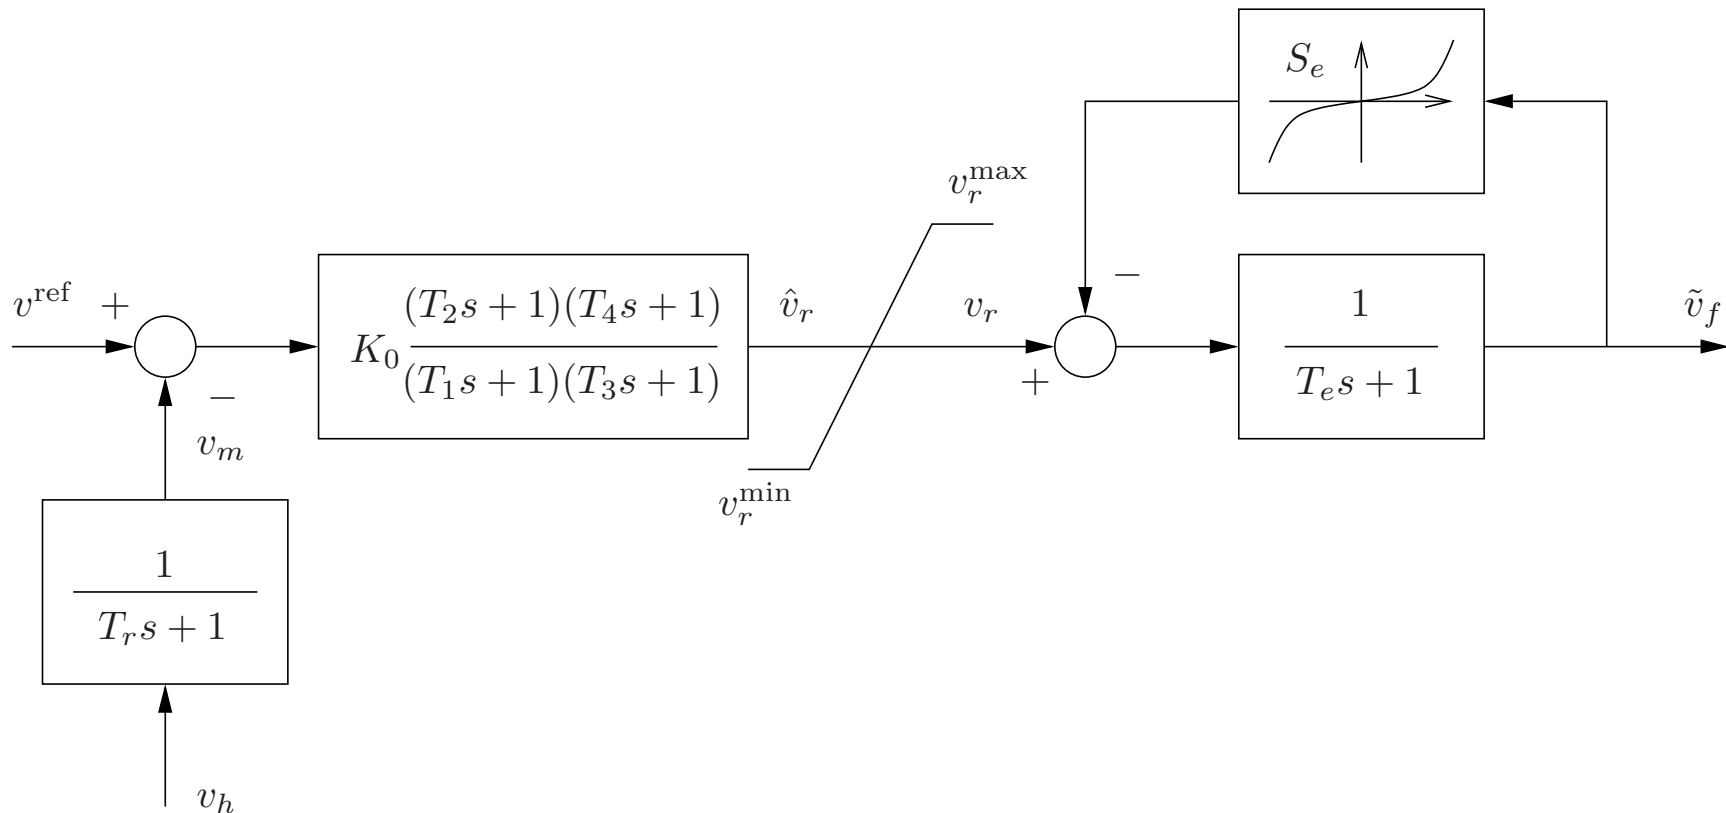 S_e
v_r^max
v^ref +
K_0 (T_2 s + 1)(T_4 s + 1)
(T_1 s + 1)(T_3 s + 1)
v̂_r
v_r
−
+
1
T_e s + 1
ṽ_f
−
v_m
v_r^min
1
T_r s + 1
v_h